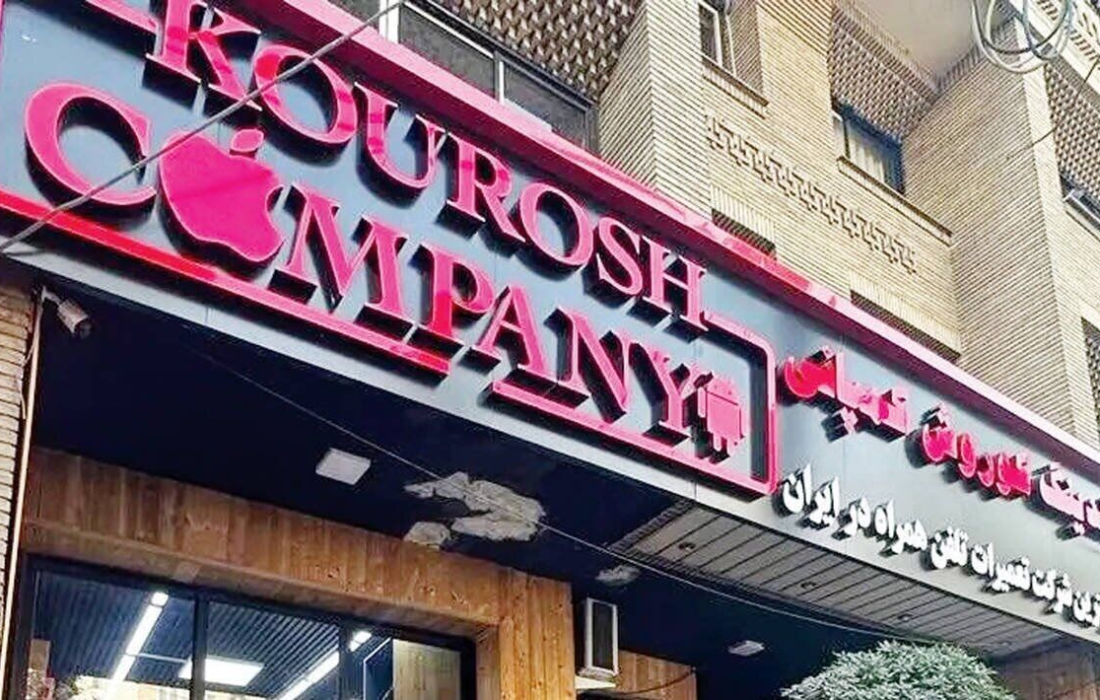 KOUROSH
COMPANY
کوروش کمپانی
شرکت تعمیرات تلفن همراه در ایران